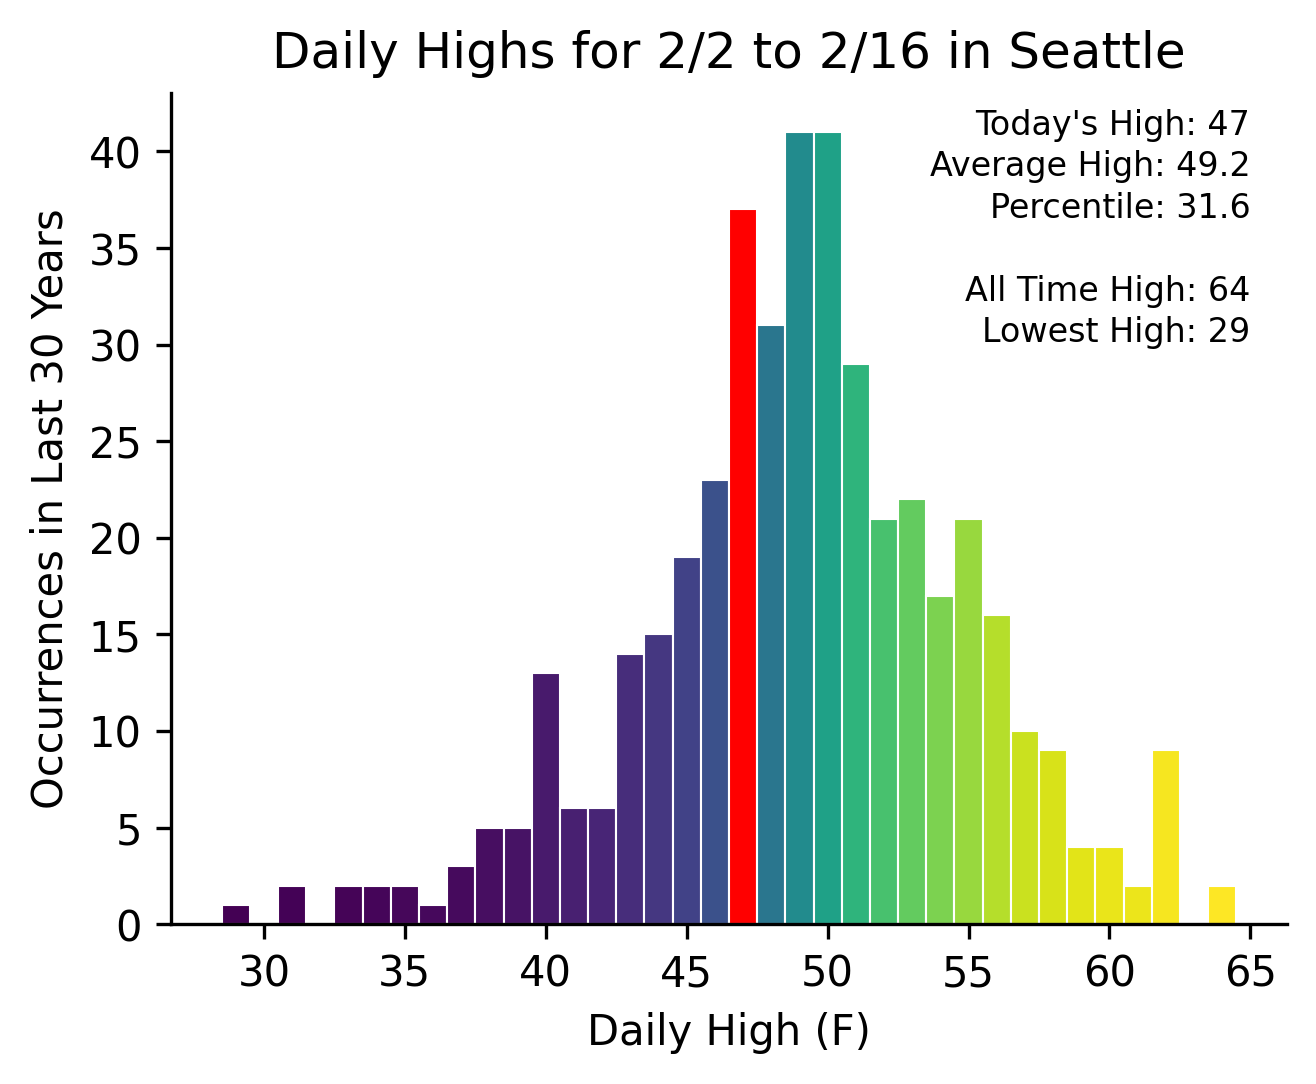 Daily Highs for 2/2 to 2/16 in Seattle
Today's High: 47
Average High: 49.2
Percentile: 31.6
All Time High: 64
Lowest High: 29
Occurrences in Last 30 Years
40
35
30
25
20
15
10
5
0
30 35 40 45 50 55 60 65
Daily High (F)